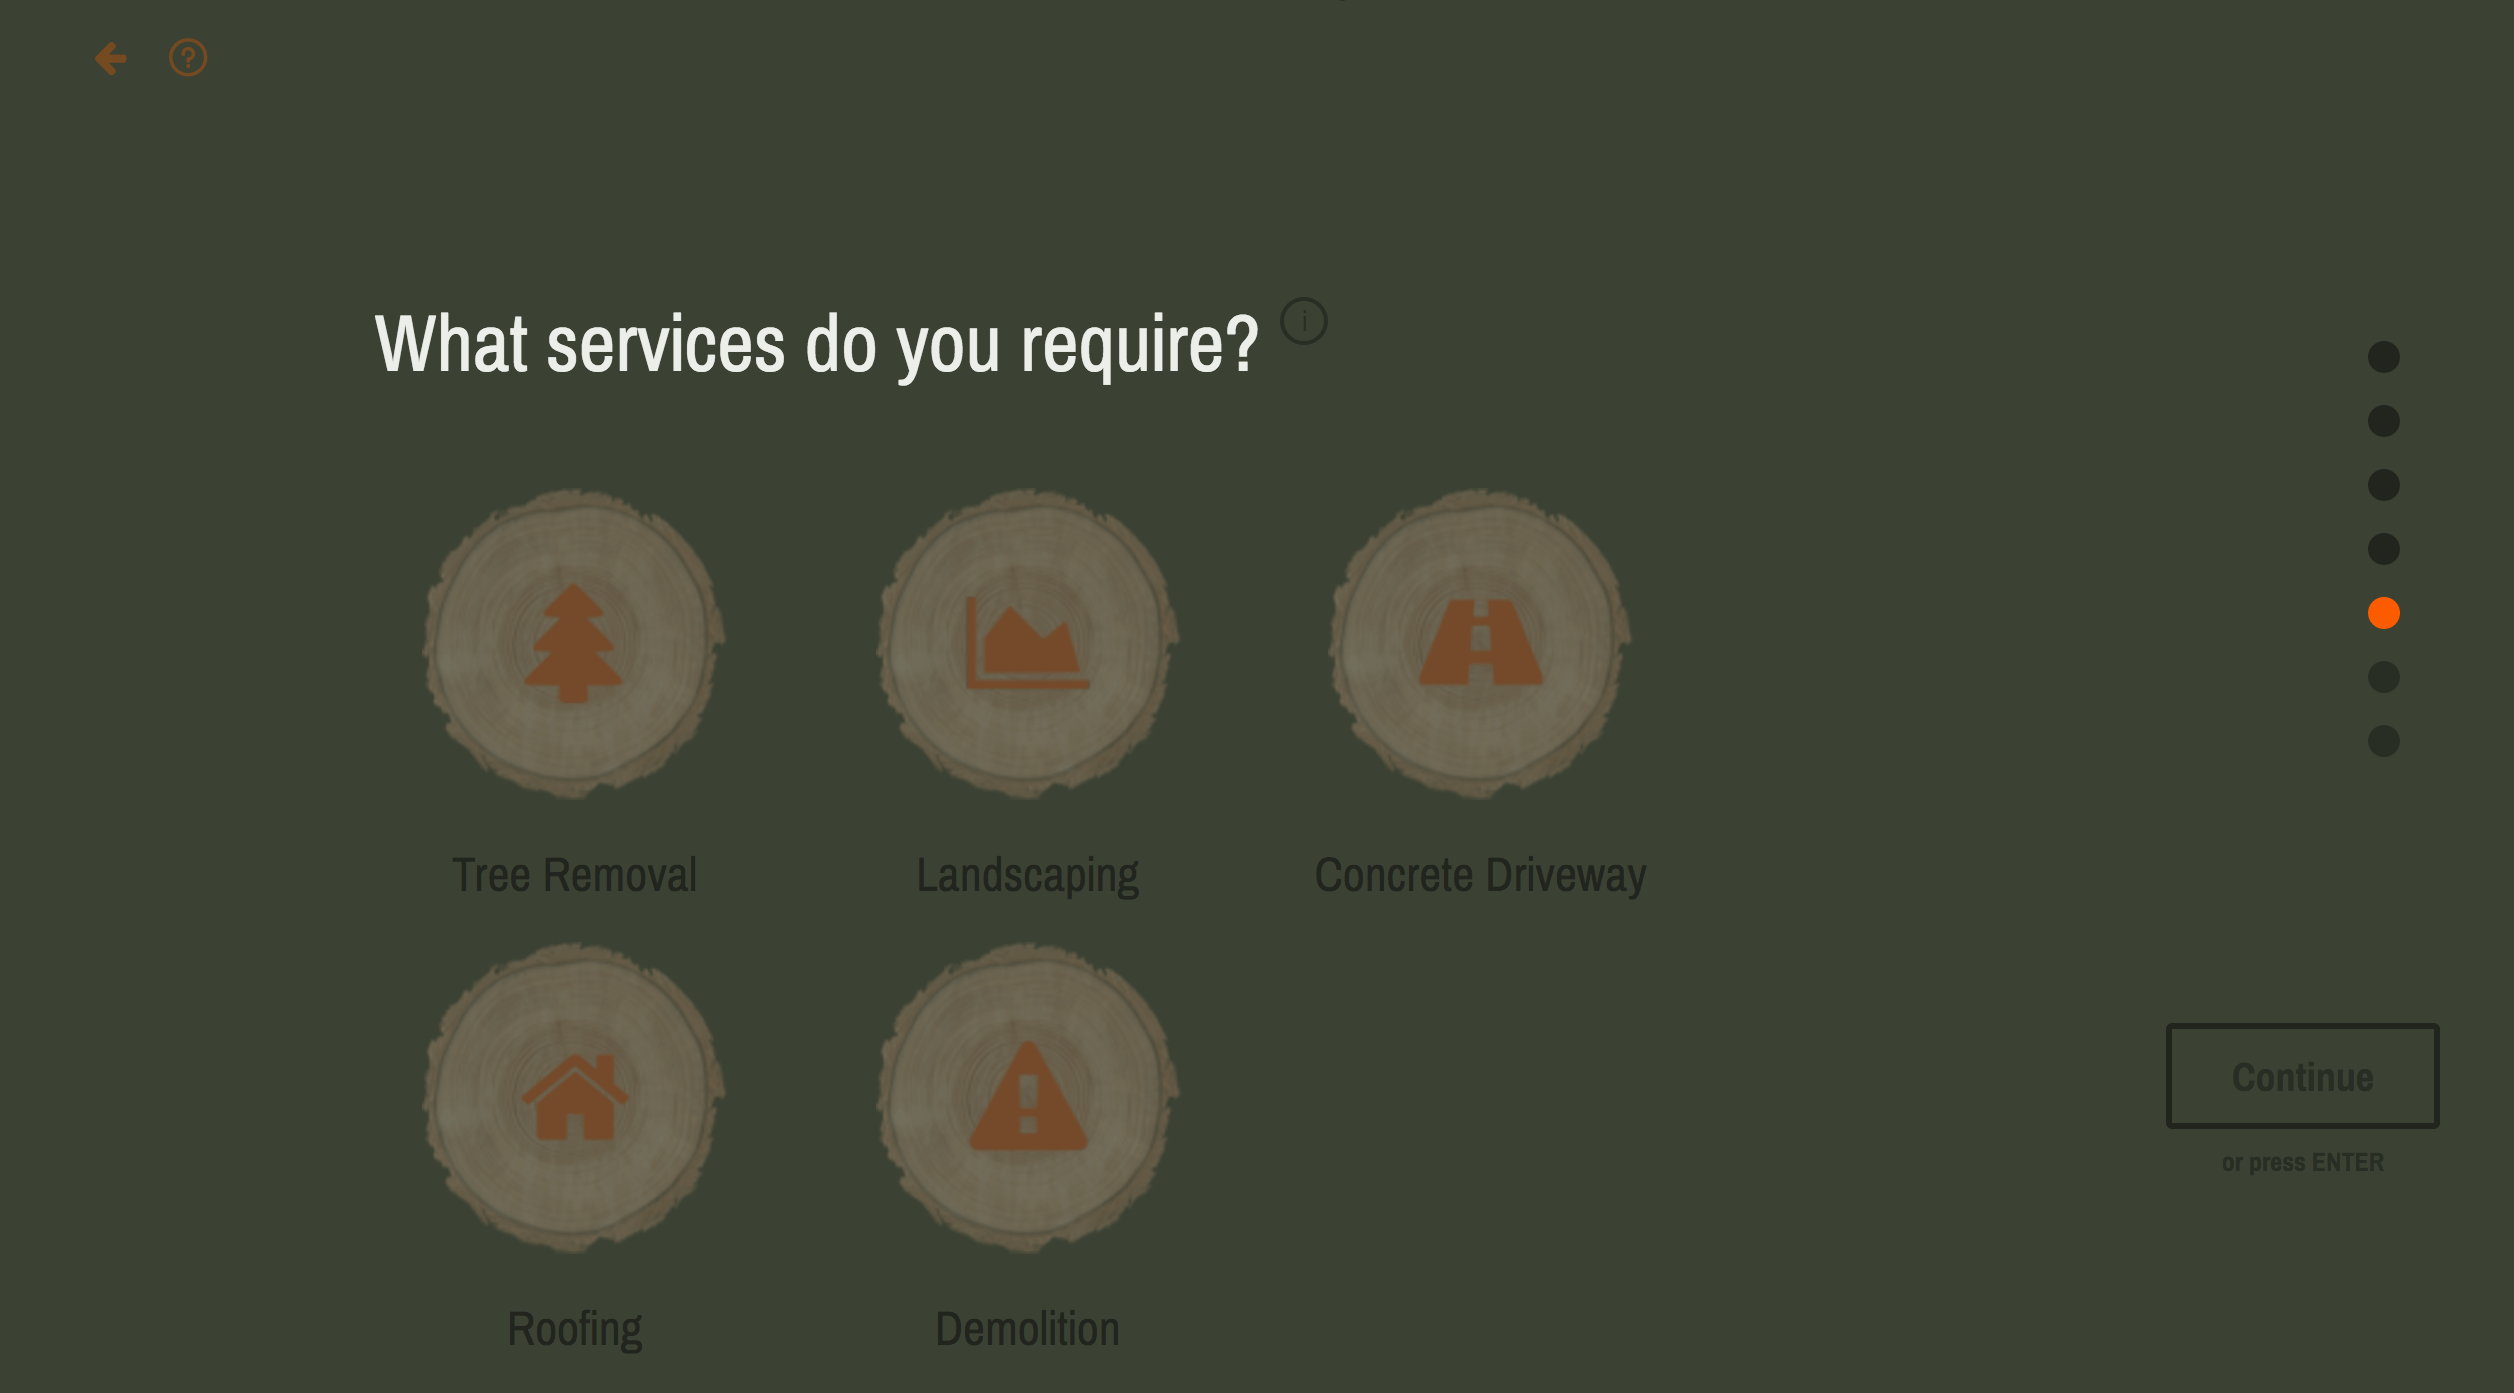 What services do you require? i
Tree Removal
Landscaping
Concrete Driveway
Roofing
Demolition
Continue
or press ENTER